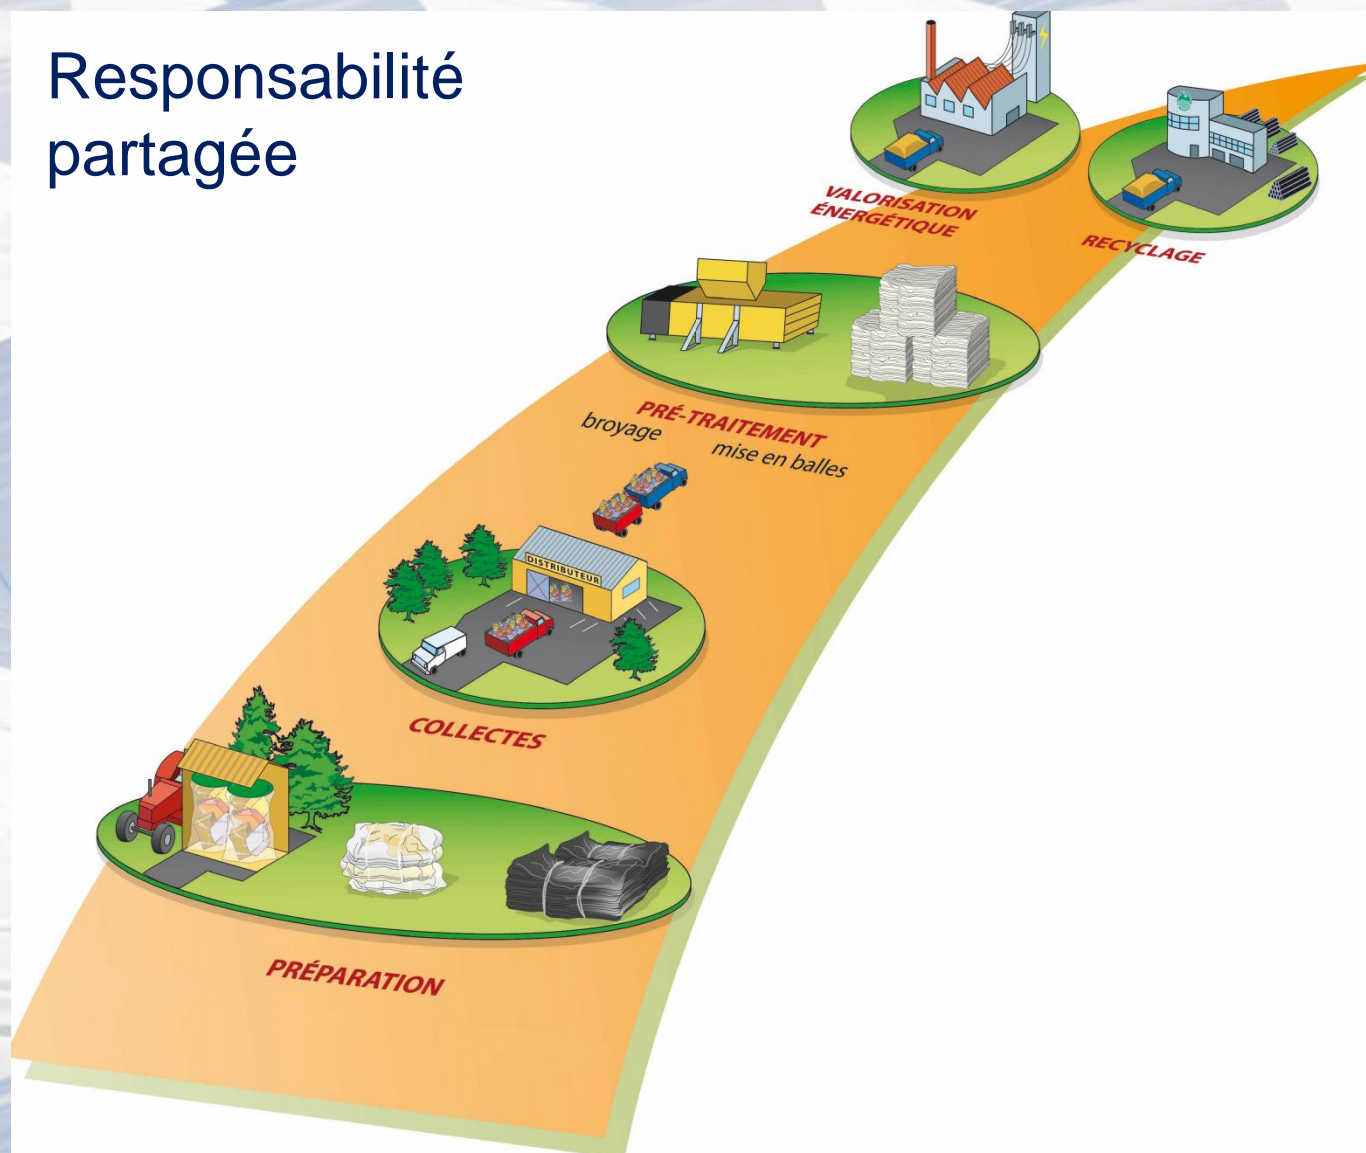 Responsabilité
partagée
VALORISATION
ÉNERGÉTIQUE
RECYCLAGE
PRÉ-TRAITEMENT
broyage
mise en balles
DISTRIBUTEUR
COLLECTES
PRÉPARATION